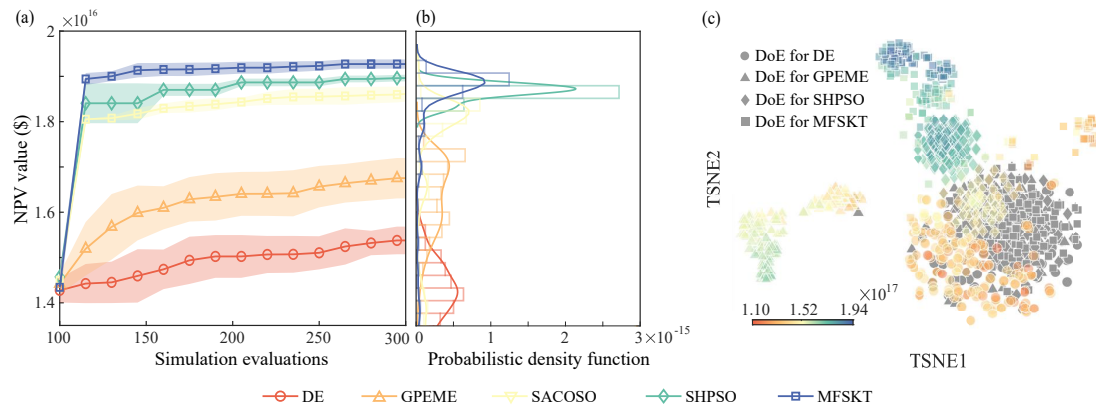 (a)
×10^16
2
1.8
1.6
1.4
NPV value ($)
100
150
200
250
300
Simulation evaluations
(b)
0
1
2
3×10^-15
Probabilistic density function
(c)
DoE for DE
DoE for GPEME
DoE for SHPSO
DoE for MFSKT
TSNE2
×10^17
1.10 1.52 1.94
TSNE1
DE GPEME SACOSO SHPSO MFSKT